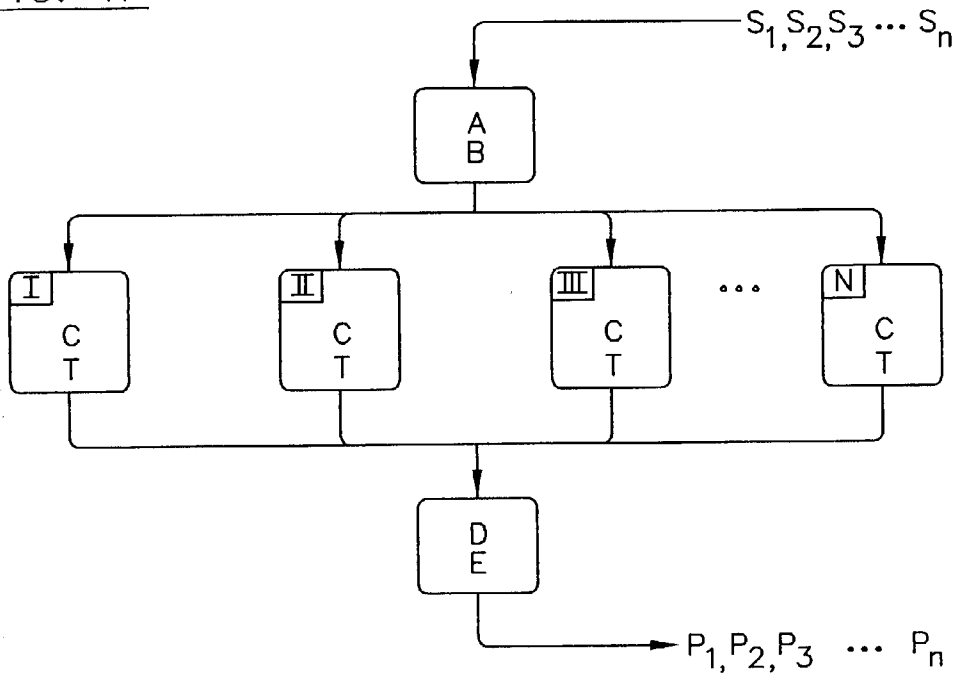 S1,S2,S3 ... Sn
A
B
I
II
III
...
N
C
T
C
T
C
T
C
T
D
E
P1,P2,P3 ... Pn